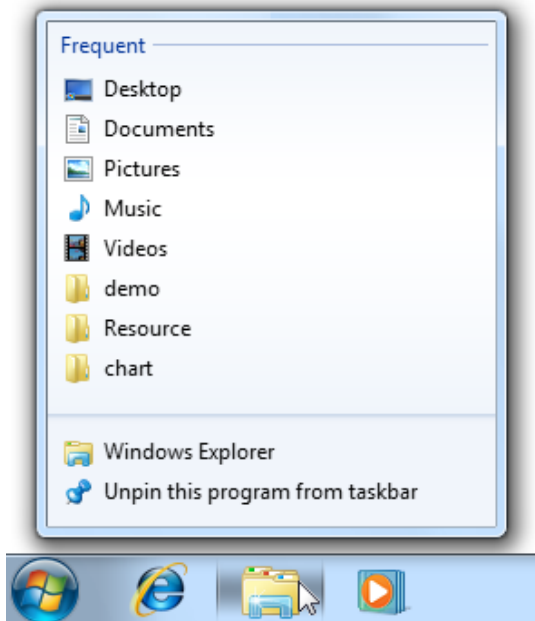 Frequent
Desktop
Documents
Pictures
Music
Videos
demo
Resource
chart
Windows Explorer
Unpin this program from taskbar